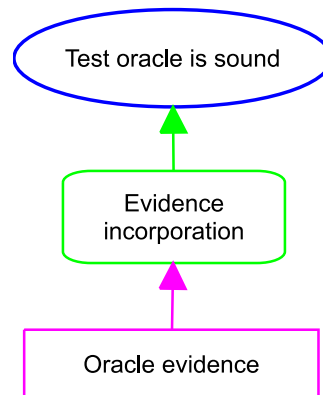 Test oracle is sound
Evidence
incorporation
Oracle evidence